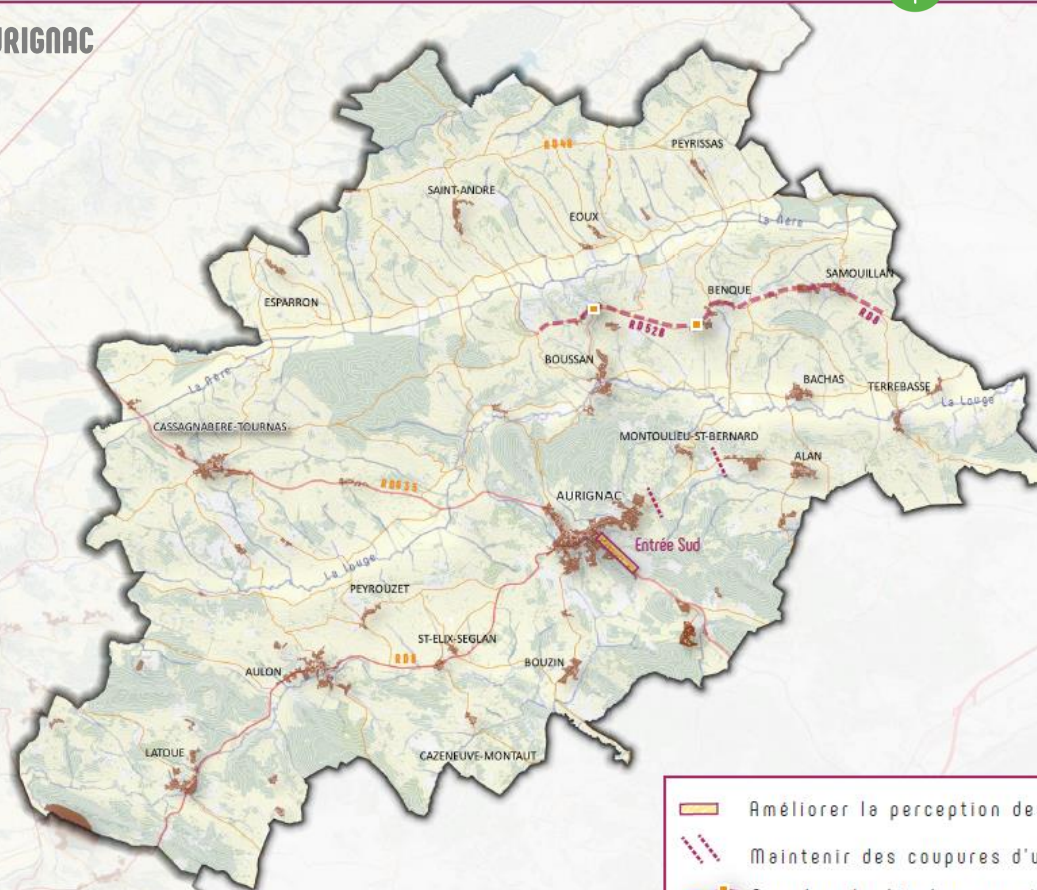 RIGNAC
PEYRISSAS
SAINT-ANDRE
EOUX
La Nère
ESPARRON
BENQUE
SAMOUILLAN
RD52B
RD8
BOUSSAN
La Nère
BACHAS
TERREBASSE
La Louge
CASSAGNABERE-TOURNAS
MONTOULIEU-ST-BERNARD
ALAN
RD635
AURIGNAC
Entrée Sud
La Louge
PEYROUZET
ST-ELIX-SEGLAN
RD8
BOUZIN
AULON
LATOUE
CAZENEUVE-MONTAUT
Améliorer la perception de
Maintenir des coupures d'u